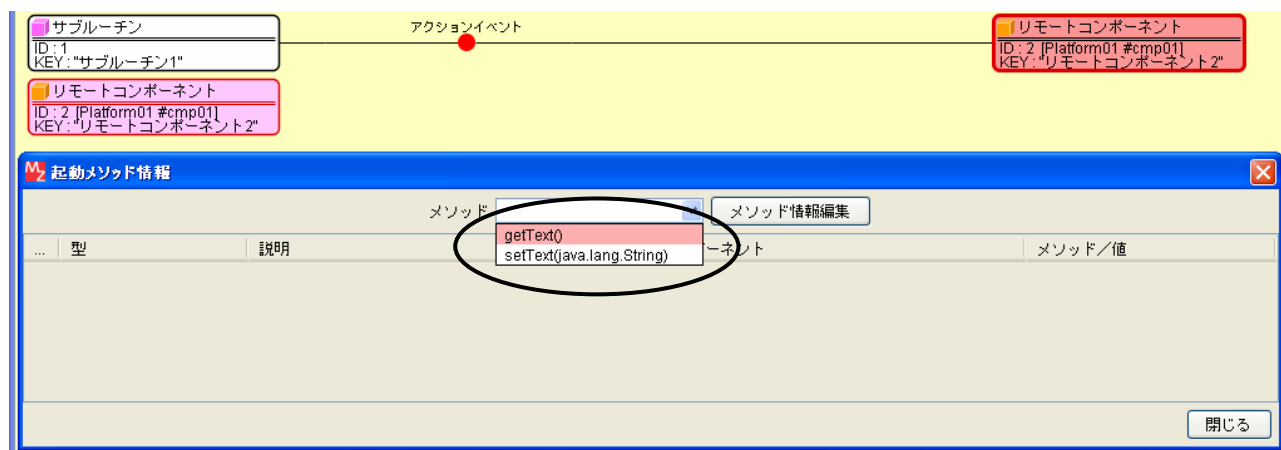 サブルーチン
ID : 1
KEY : "サブルーチン1"
アクションイベント
リモートコンポーネント
ID : 2 [Platform01 #cmp01]
KEY : "リモートコンポーネント2"
リモートコンポーネント
ID : 2 [Platform01 #cmp01]
KEY : "リモートコンポーネント2"
起動メソッド情報
メソッド
メソッド情報編集
getText()
setText(java.lang.String)
... 型 説明 ーネント メソッド／値
閉じる